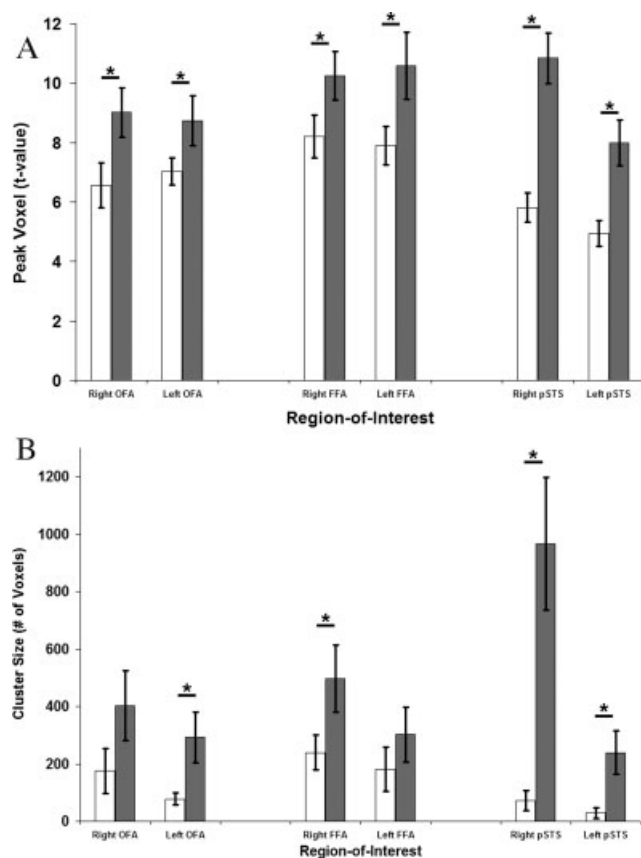 A
12
10
8
6
4
2
0
Peak Voxel (t-value)
* * * * * *
Right OFA Left OFA Right FFA Left FFA Right pSTS Left pSTS
Region-of-Interest
B
1200
1000
800
600
400
200
0
Cluster Size (# of Voxels)
* * * *
Right OFA Left OFA Right FFA Left FFA Right pSTS Left pSTS
Region-of-Interest